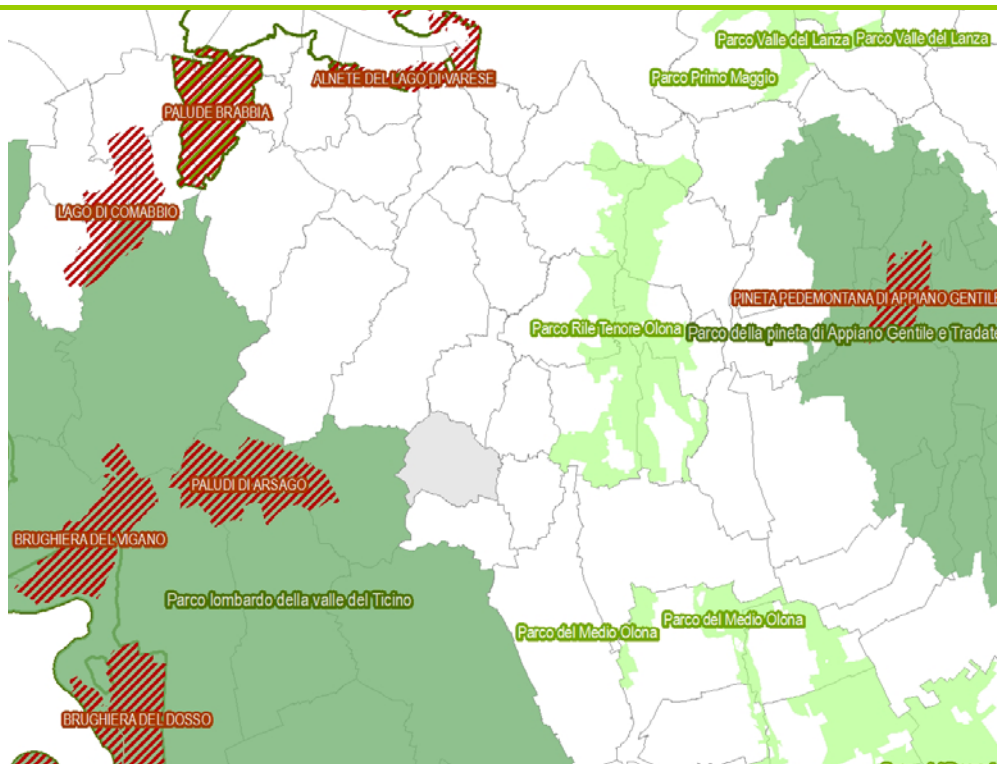 Parco Valle del Lanza
Parco Valle del Lanza
ALNETE DEL LAGO DI VARESE
Parco Primo Maggio
PALUDE BRABBIA
LAGO DI COMABBIO
PINETA PEDEMONTANA DI APPIANO GENTILE
Parco Rile Tenore Olona
Parco della pineta di Appiano Gentile e Tradate
PALUDI DI ARSAGO
BRUGHIERA DEL VIGANO
Parco lombardo della valle del Ticino
Parco del Medio Olona
Parco del Medio Olona
BRUGHIERA DEL DOSSO